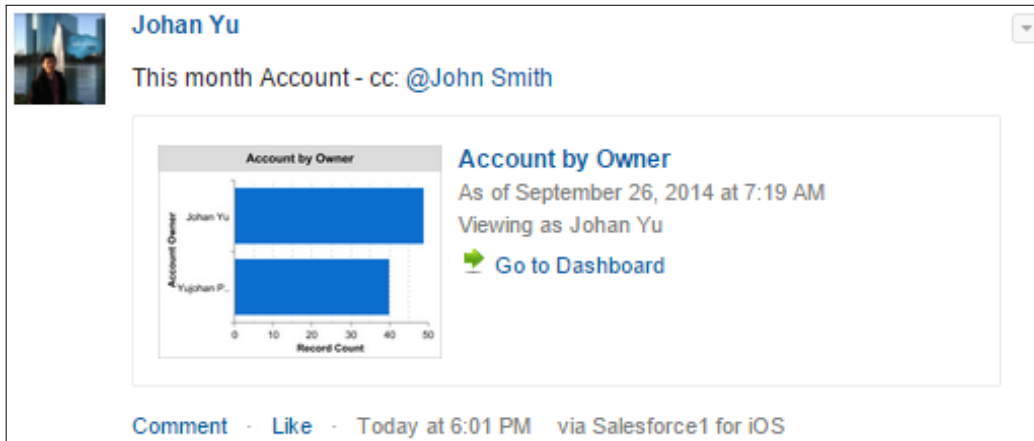 Johan Yu
This month Account - cc: @John Smith
Account by Owner
Account Owner
Johan Yu
Yujohan P..
0 10 20 30 40 50
Record Count
Account by Owner
As of September 26, 2014 at 7:19 AM
Viewing as Johan Yu
Go to Dashboard
Comment · Like · Today at 6:01 PM via Salesforce1 for iOS